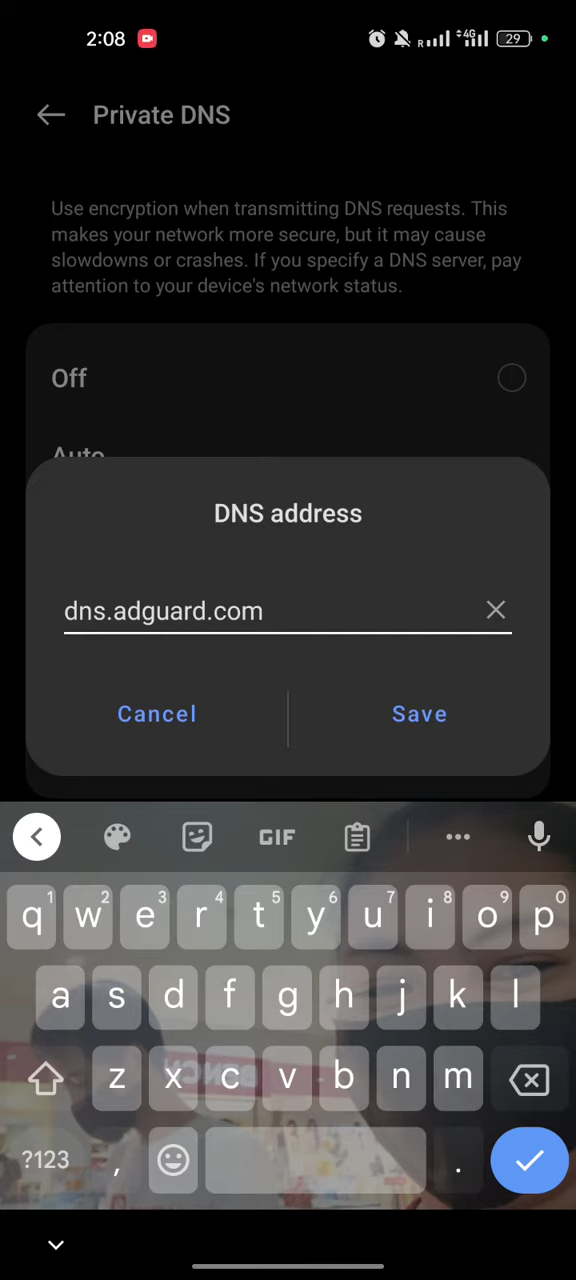 2:08
R 4G 29
Private DNS
Use encryption when transmitting DNS requests. This
makes your network more secure, but it may cause
slowdowns or crashes. If you specify a DNS server, pay
attention to your device's network status.
Off
Auto
DNS address
dns.adguard.com
Cancel Save
GIF
q1 w2 e3 r4 t5 y6 u7 i8 o9 p0
a s d f g h j k l
z x c v b n m
?123 , .